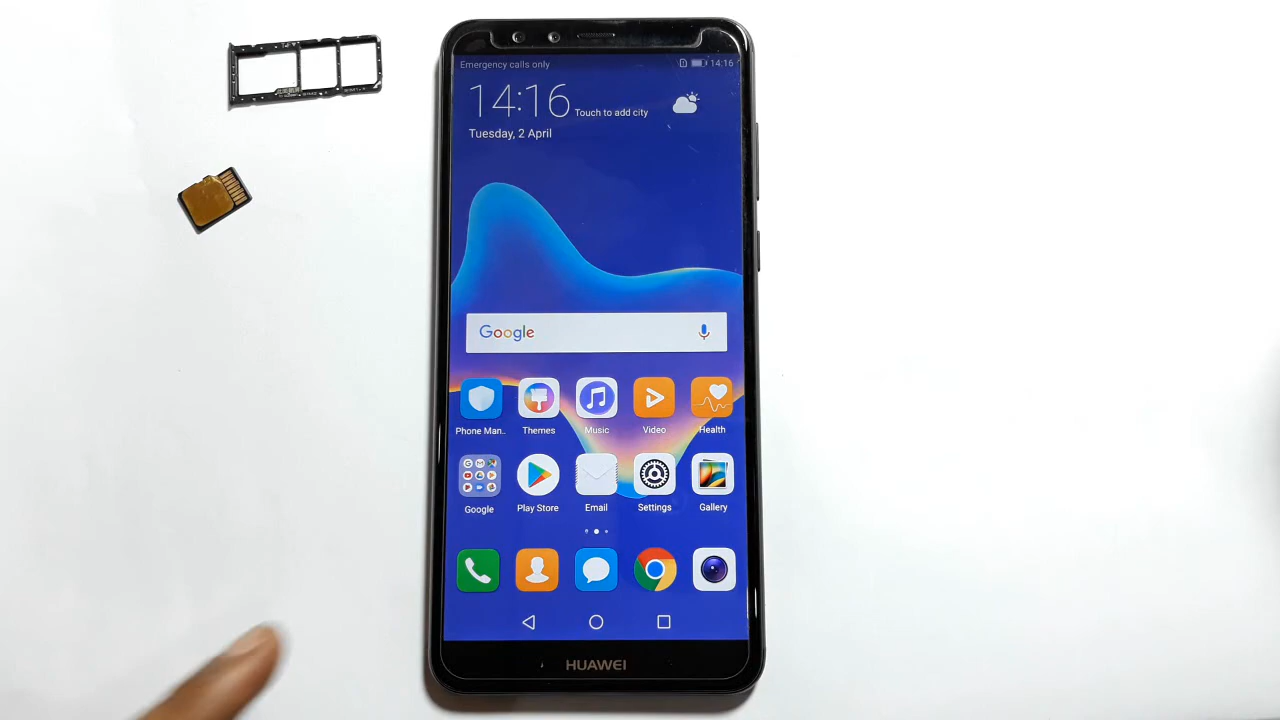 Emergency calls only
14:16
14:16
Touch to add city
Tuesday, 2 April
Google
Phone Man..
Themes
Music
Video
Health
Google
Play Store
Email
Settings
Gallery
HUAWEI